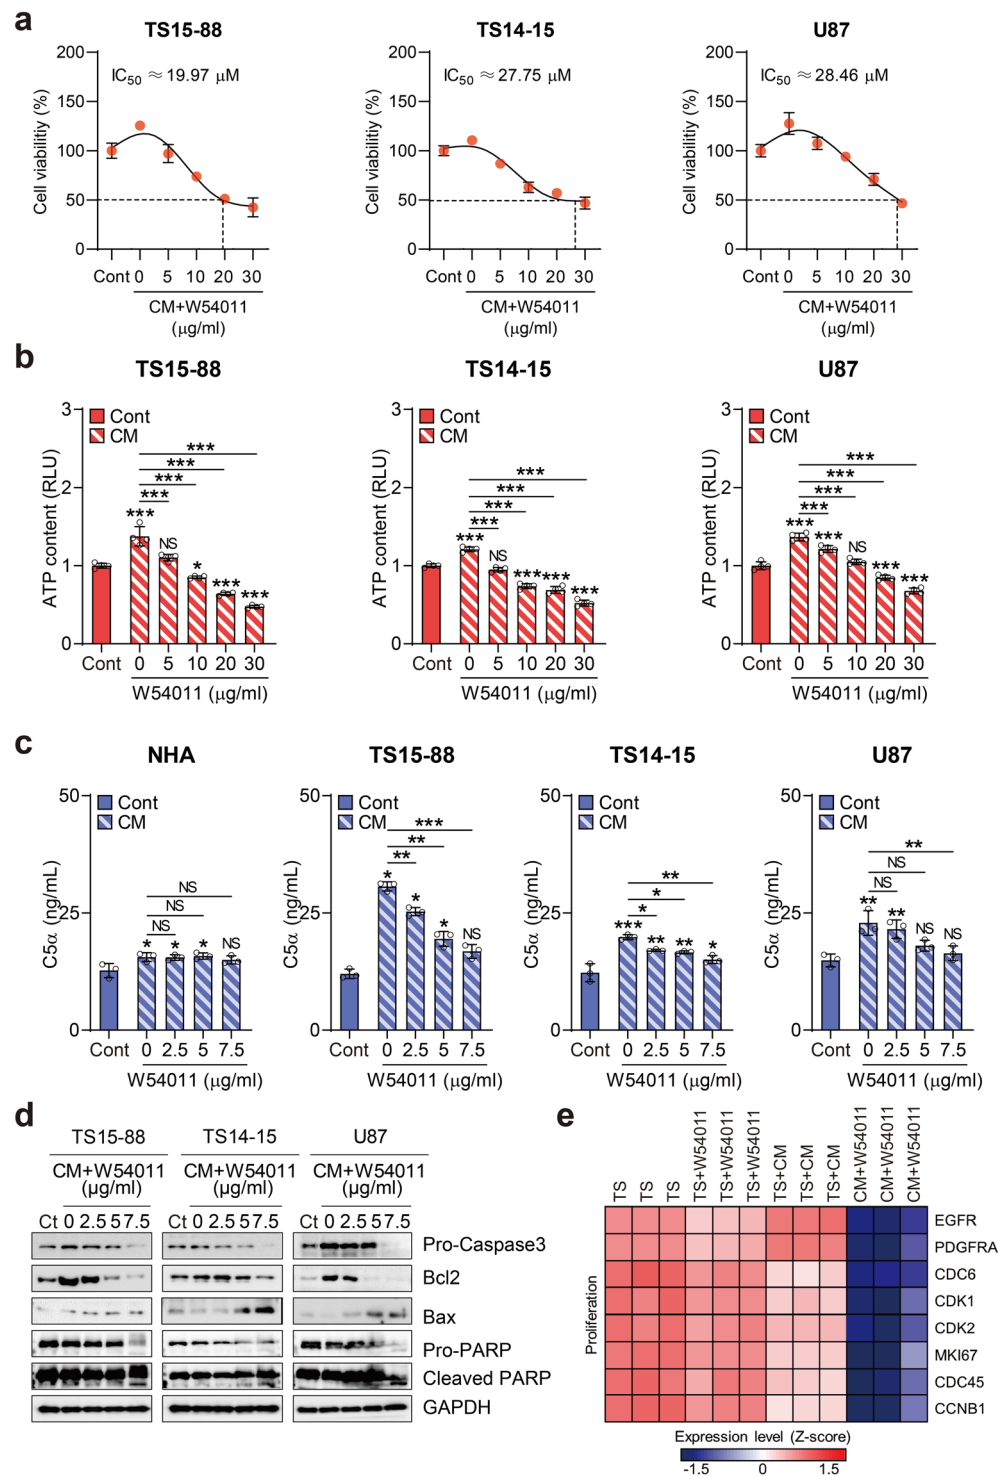 a
TS15-88
TS14-15
U87
200
150
100
50
0
Cell viabilitiy (%)
IC50 ≈ 19.97 μM
Cont 0 5 10 20 30
CM+W54011
(μg/ml)
200
150
100
50
0
Cell viabilitiy (%)
IC50 ≈ 27.75 μM
Cont 0 5 10 20 30
CM+W54011
(μg/ml)
200
150
100
50
0
Cell viabilitiy (%)
IC50 ≈ 28.46 μM
Cont 0 5 10 20 30
CM+W54011
(μg/ml)
b
TS15-88
TS14-15
U87
3
2
1
0
ATP content (RLU)
Cont
CM
***
***
***
***
*** NS * *** ***
Cont 0 5 10 20 30
W54011 (μg/ml)
3
2
1
0
ATP content (RLU)
Cont
CM
***
***
***
***
*** NS *** *** ***
Cont 0 5 10 20 30
W54011 (μg/ml)
3
2
1
0
ATP content (RLU)
Cont
CM
***
***
***
***
*** *** NS *** ***
Cont 0 5 10 20 30
W54011 (μg/ml)
c
NHA
TS15-88
TS14-15
U87
50
25
0
C5α (ng/mL)
Cont
CM
NS
NS
NS
* * * NS
Cont 0 2.5 5 7.5
W54011 (μg/ml)
50
25
0
C5α (ng/mL)
Cont
CM
***
**
**
* * * NS
Cont 0 2.5 5 7.5
W54011 (μg/ml)
50
25
0
C5α (ng/mL)
Cont
CM
**
*
*
*** ** ** *
Cont 0 2.5 5 7.5
W54011 (μg/ml)
50
25
0
C5α (ng/mL)
Cont
CM
**
NS
NS
** ** NS NS
Cont 0 2.5 5 7.5
W54011 (μg/ml)
d
TS15-88 TS14-15 U87
CM+W54011 CM+W54011 CM+W54011
(μg/ml) (μg/ml) (μg/ml)
Ct 0 2.5 5 7.5 Ct 0 2.5 5 7.5 Ct 0 2.5 5 7.5
Pro-Caspase3
Bcl2
Bax
Pro-PARP
Cleaved PARP
GAPDH
e
TS
TS
TS
TS+W54011
TS+W54011
TS+W54011
TS+CM
TS+CM
TS+CM
CM+W54011
CM+W54011
CM+W54011
Proliferation
EGFR
PDGFRA
CDC6
CDK1
CDK2
MKI67
CDC45
CCNB1
Expression level (Z-score)
-1.5 0 1.5